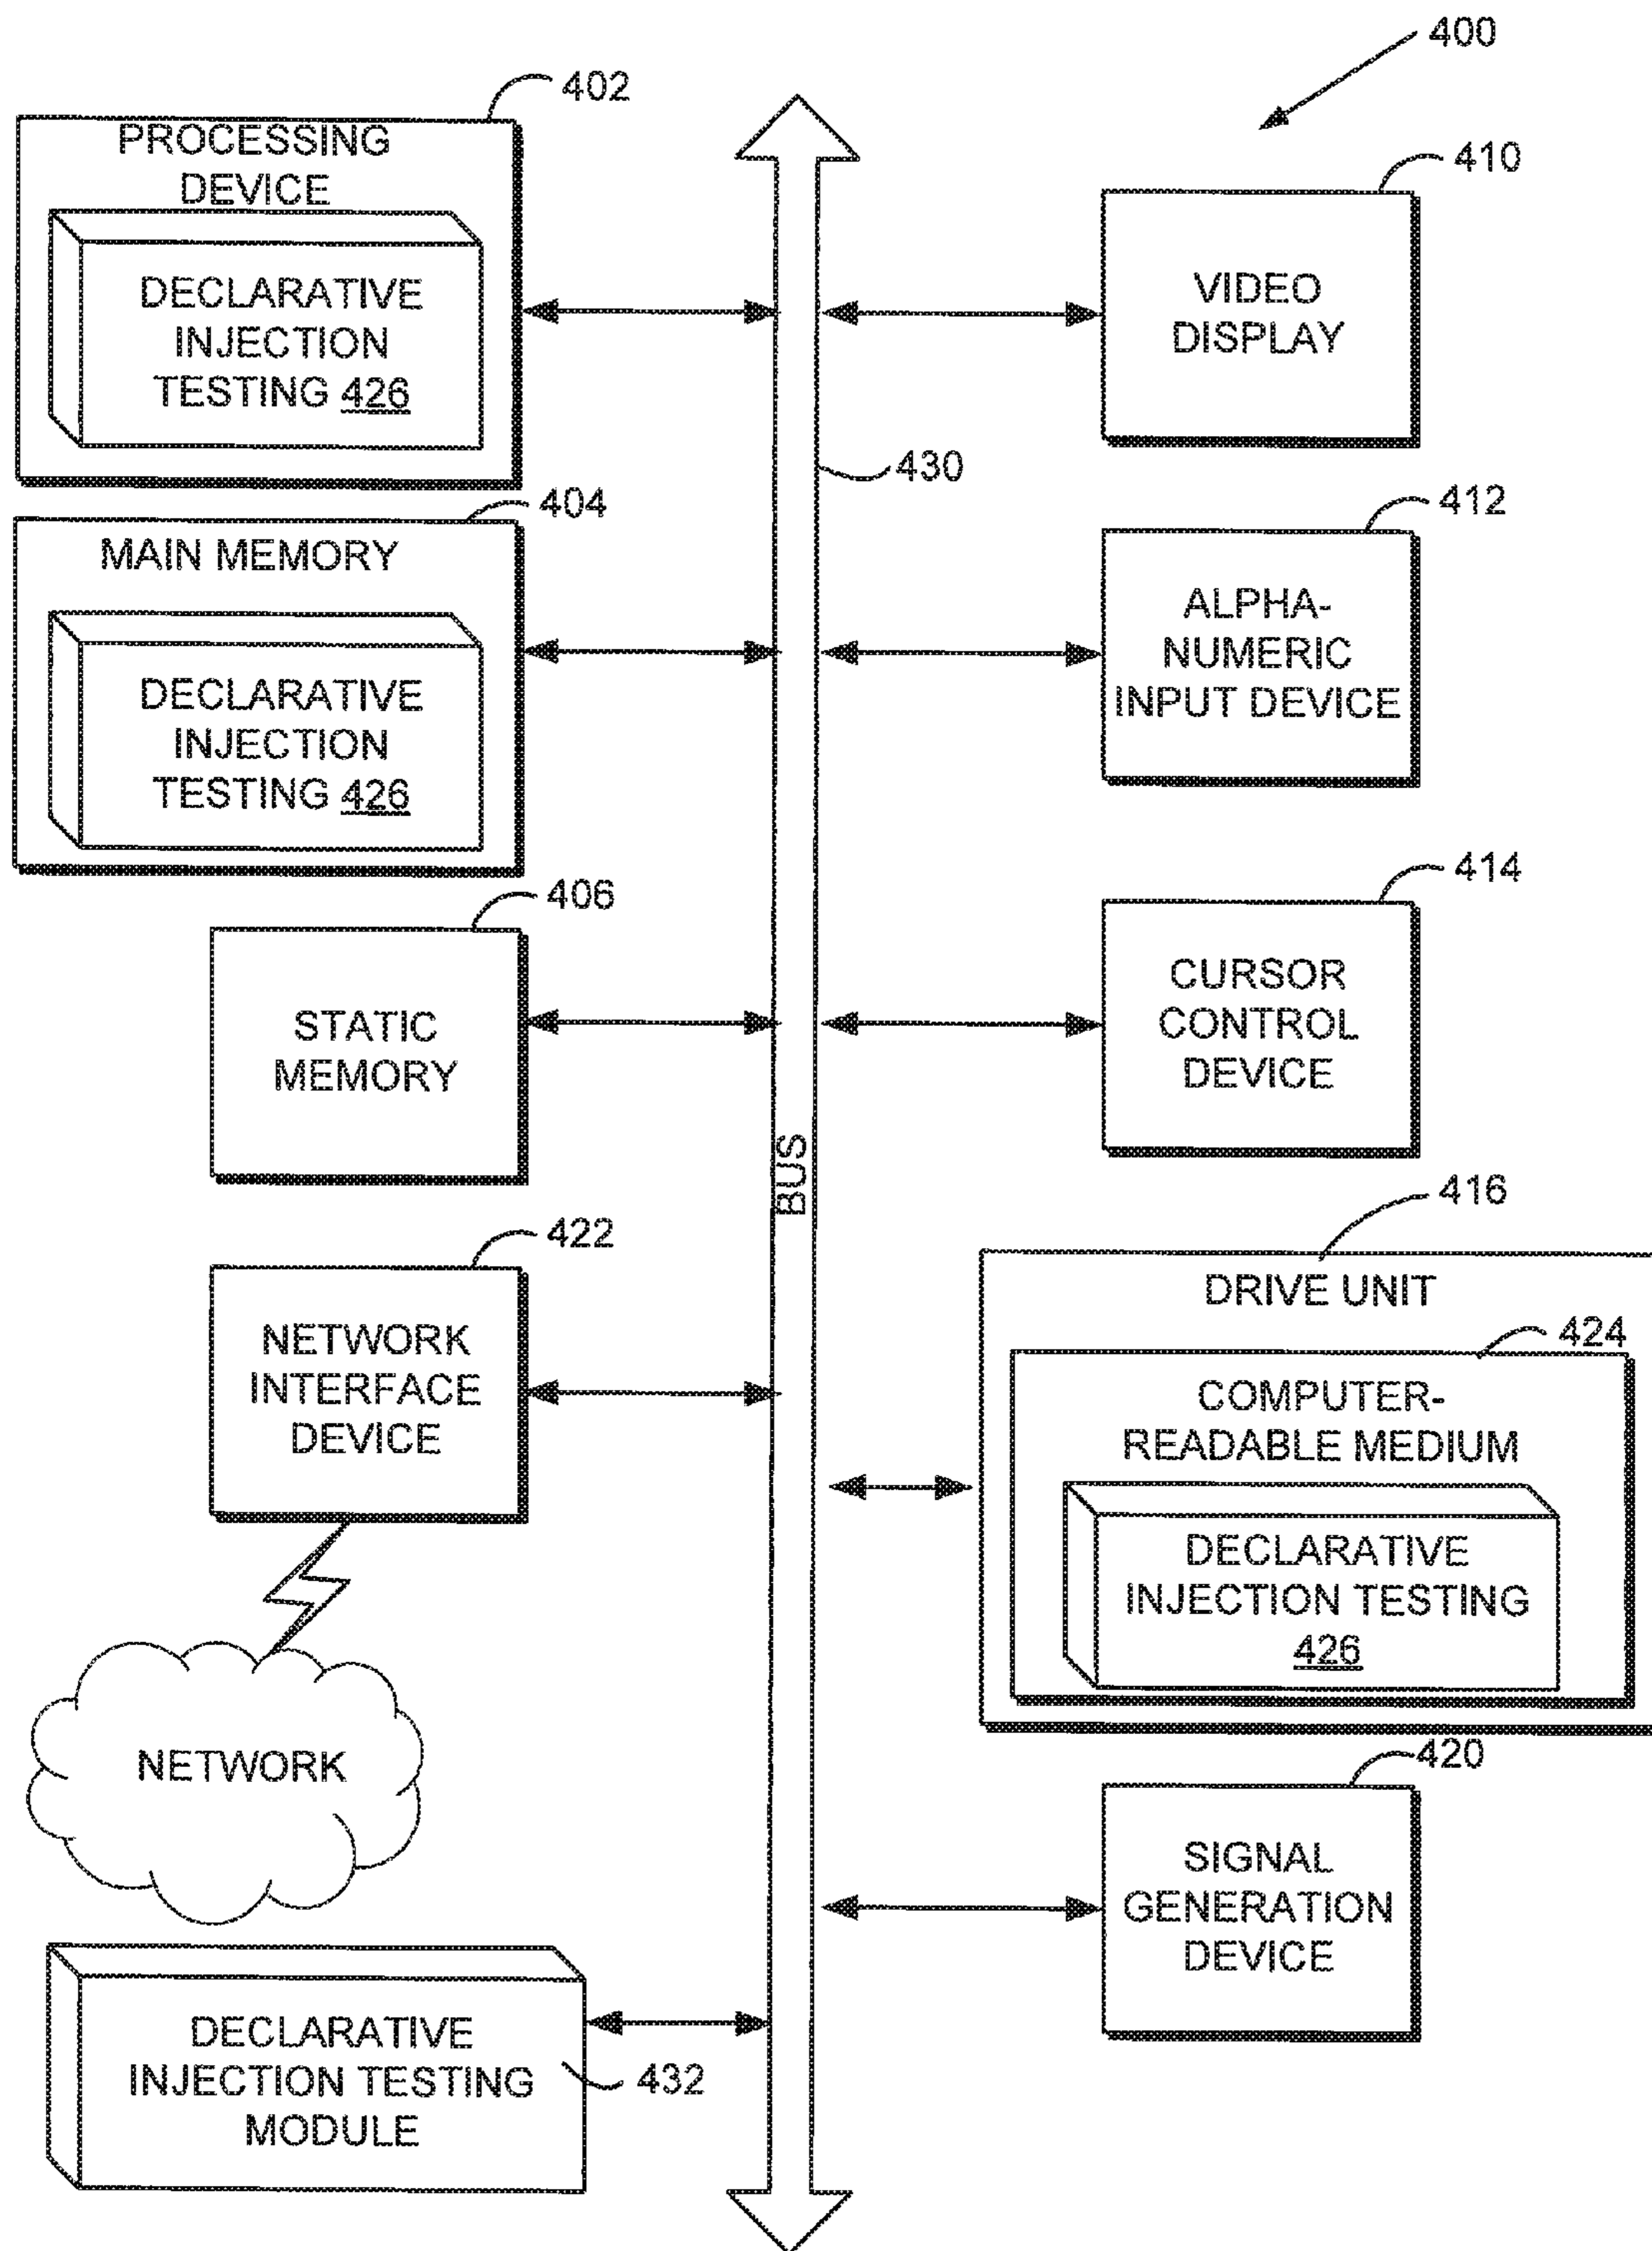 400
402
PROCESSING
DEVICE
DECLARATIVE
INJECTION
TESTING 426
404
MAIN MEMORY
DECLARATIVE
INJECTION
TESTING 426
406
STATIC
MEMORY
422
NETWORK
INTERFACE
DEVICE
NETWORK
DECLARATIVE
INJECTION TESTING
MODULE
432
BUS
430
410
VIDEO
DISPLAY
412
ALPHA-
NUMERIC
INPUT DEVICE
414
CURSOR
CONTROL
DEVICE
416
DRIVE UNIT
424
COMPUTER-
READABLE MEDIUM
DECLARATIVE
INJECTION TESTING
426
420
SIGNAL
GENERATION
DEVICE